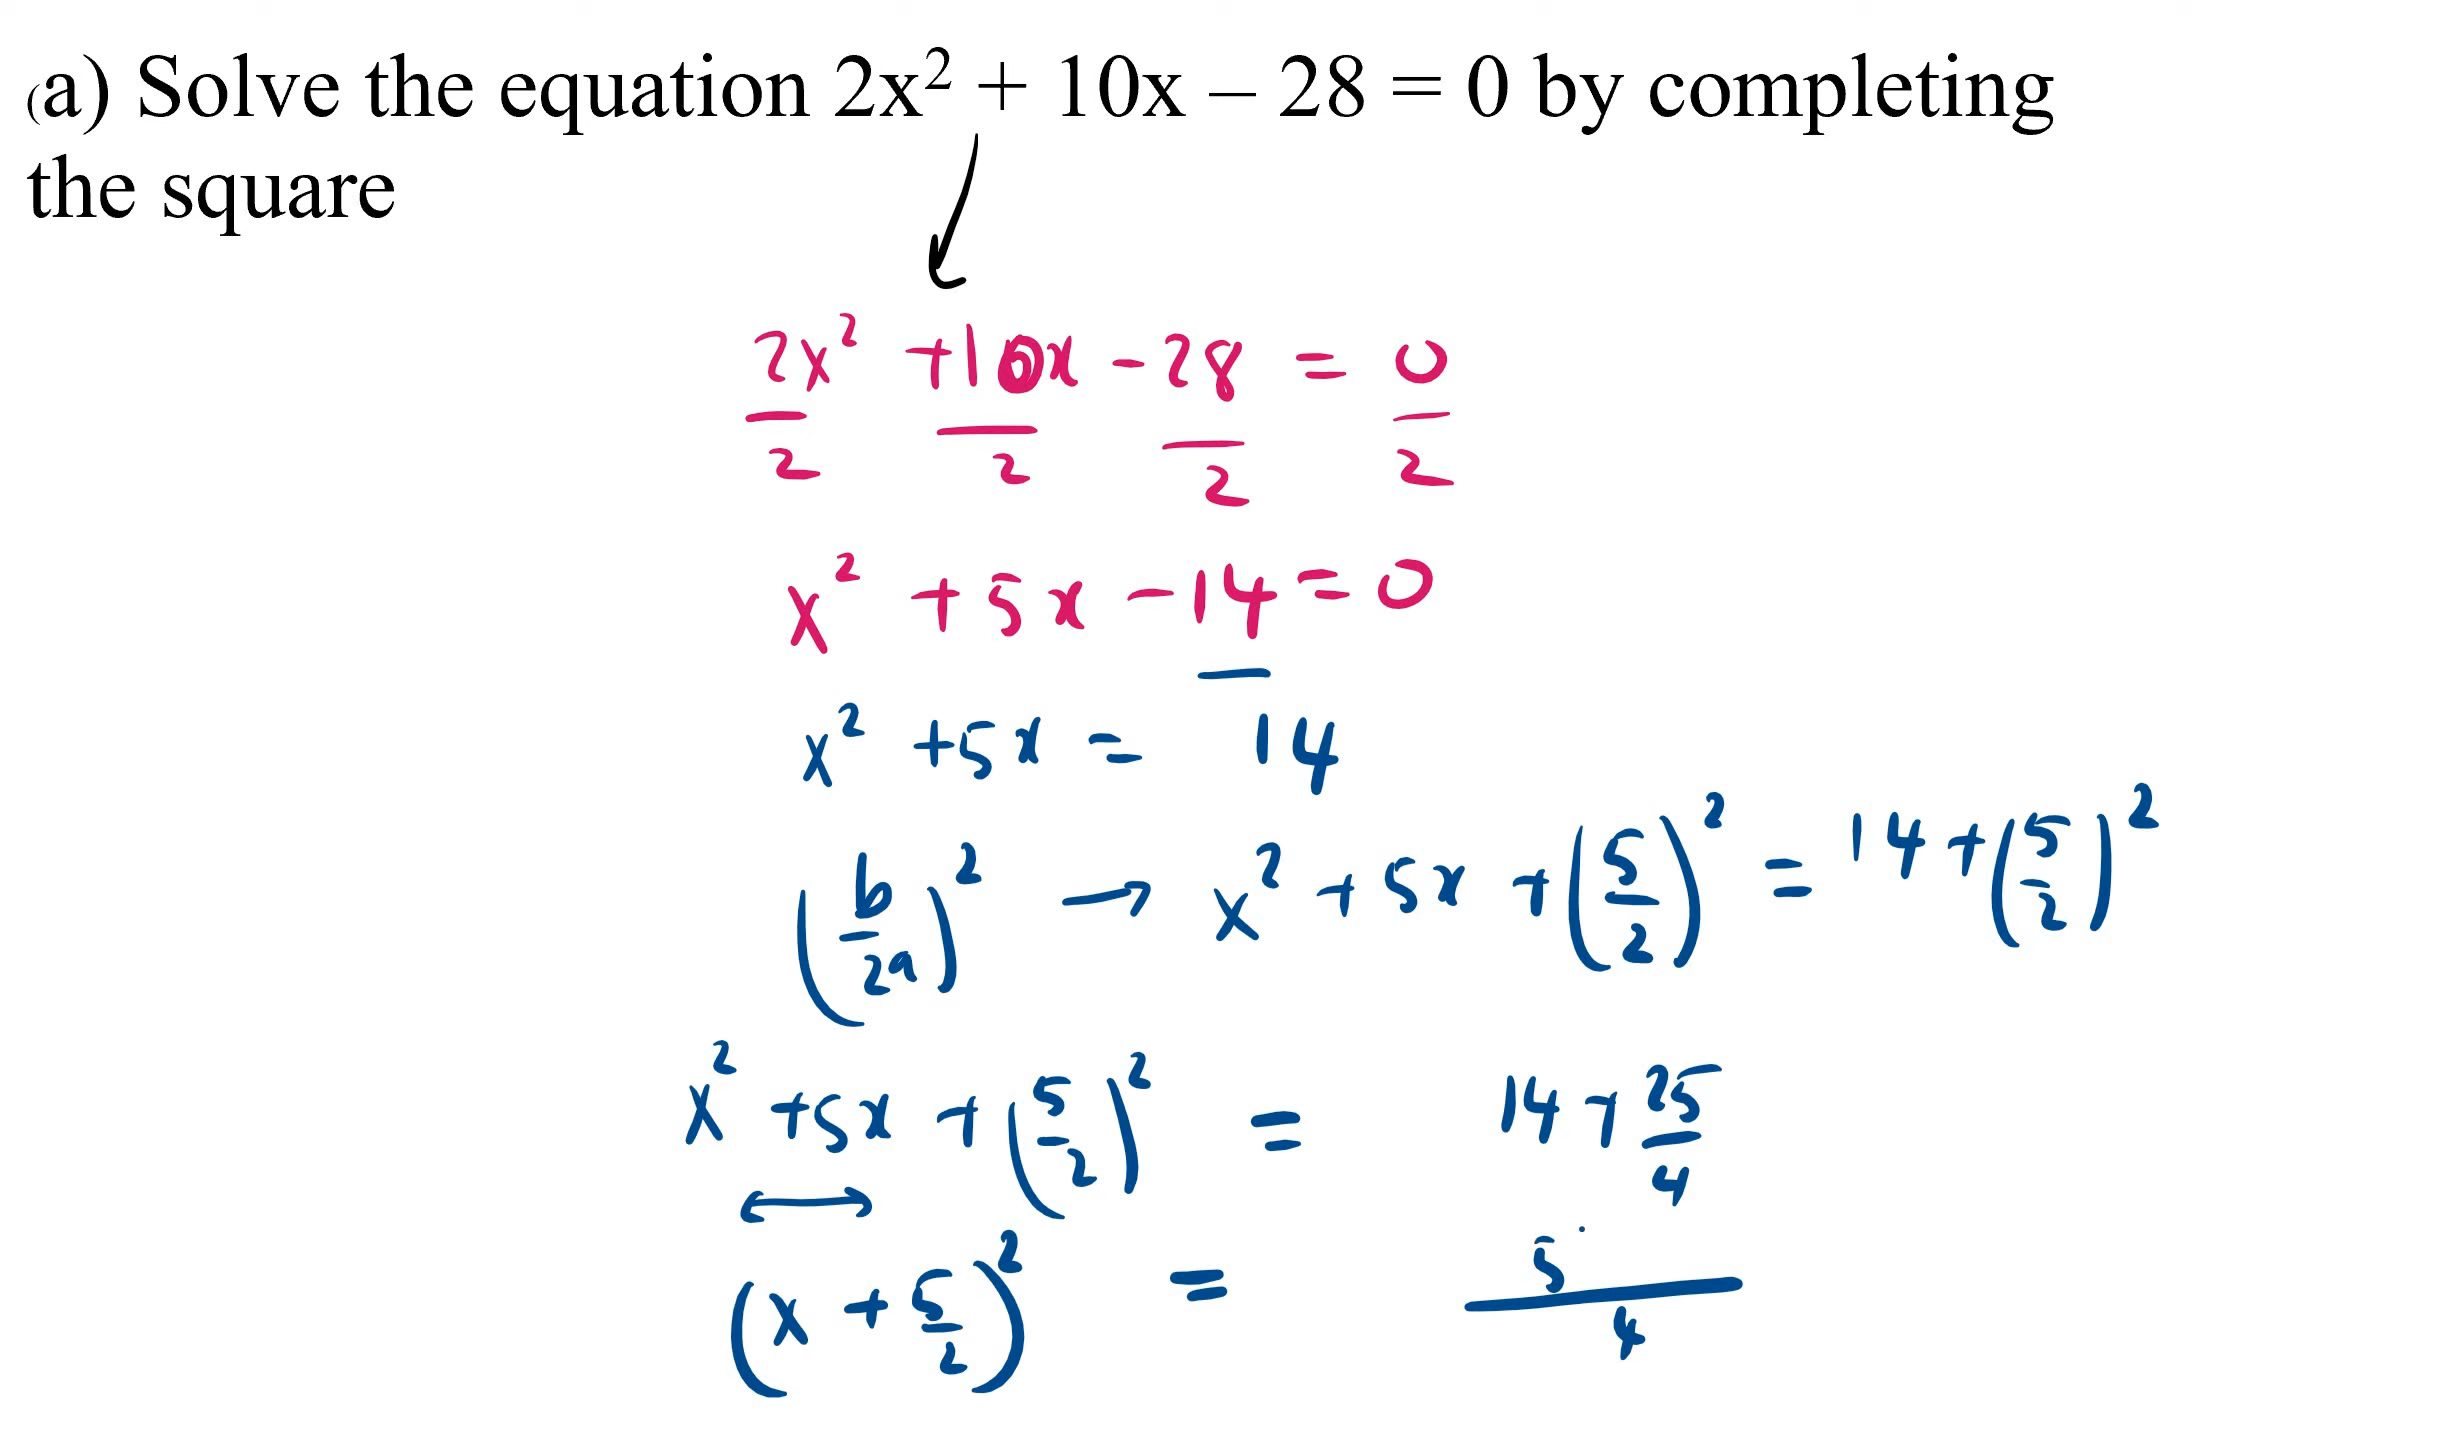 (a) Solve the equation 2x² + 10x – 28 = 0 by completing
the square
2x²/2 +10x/2 -28/2 = 0/2
x² +5x -14 = 0
x² +5x = 14
(b/2a)² → x² + 5x + (5/2)² = 14 + (5/2)²
x² +5x + (5/2)² = 14 + 25/4
(x + 5/2)² = 5/4